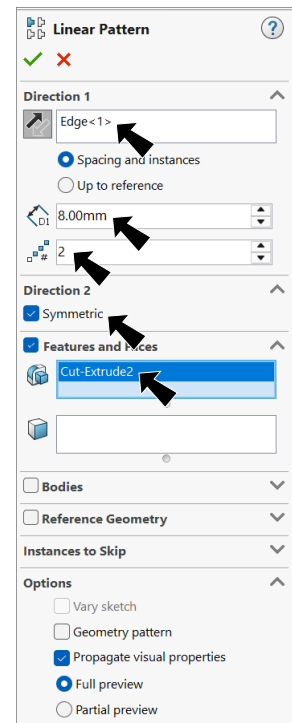 Linear Pattern
?
Direction 1
Edge<1>
Spacing and instances
Up to reference
D1 8.00mm
# 2
Direction 2
Symmetric
Features and Faces
Cut-Extrude2
Bodies
Reference Geometry
Instances to Skip
Options
Vary sketch
Geometry pattern
Propagate visual properties
Full preview
Partial preview